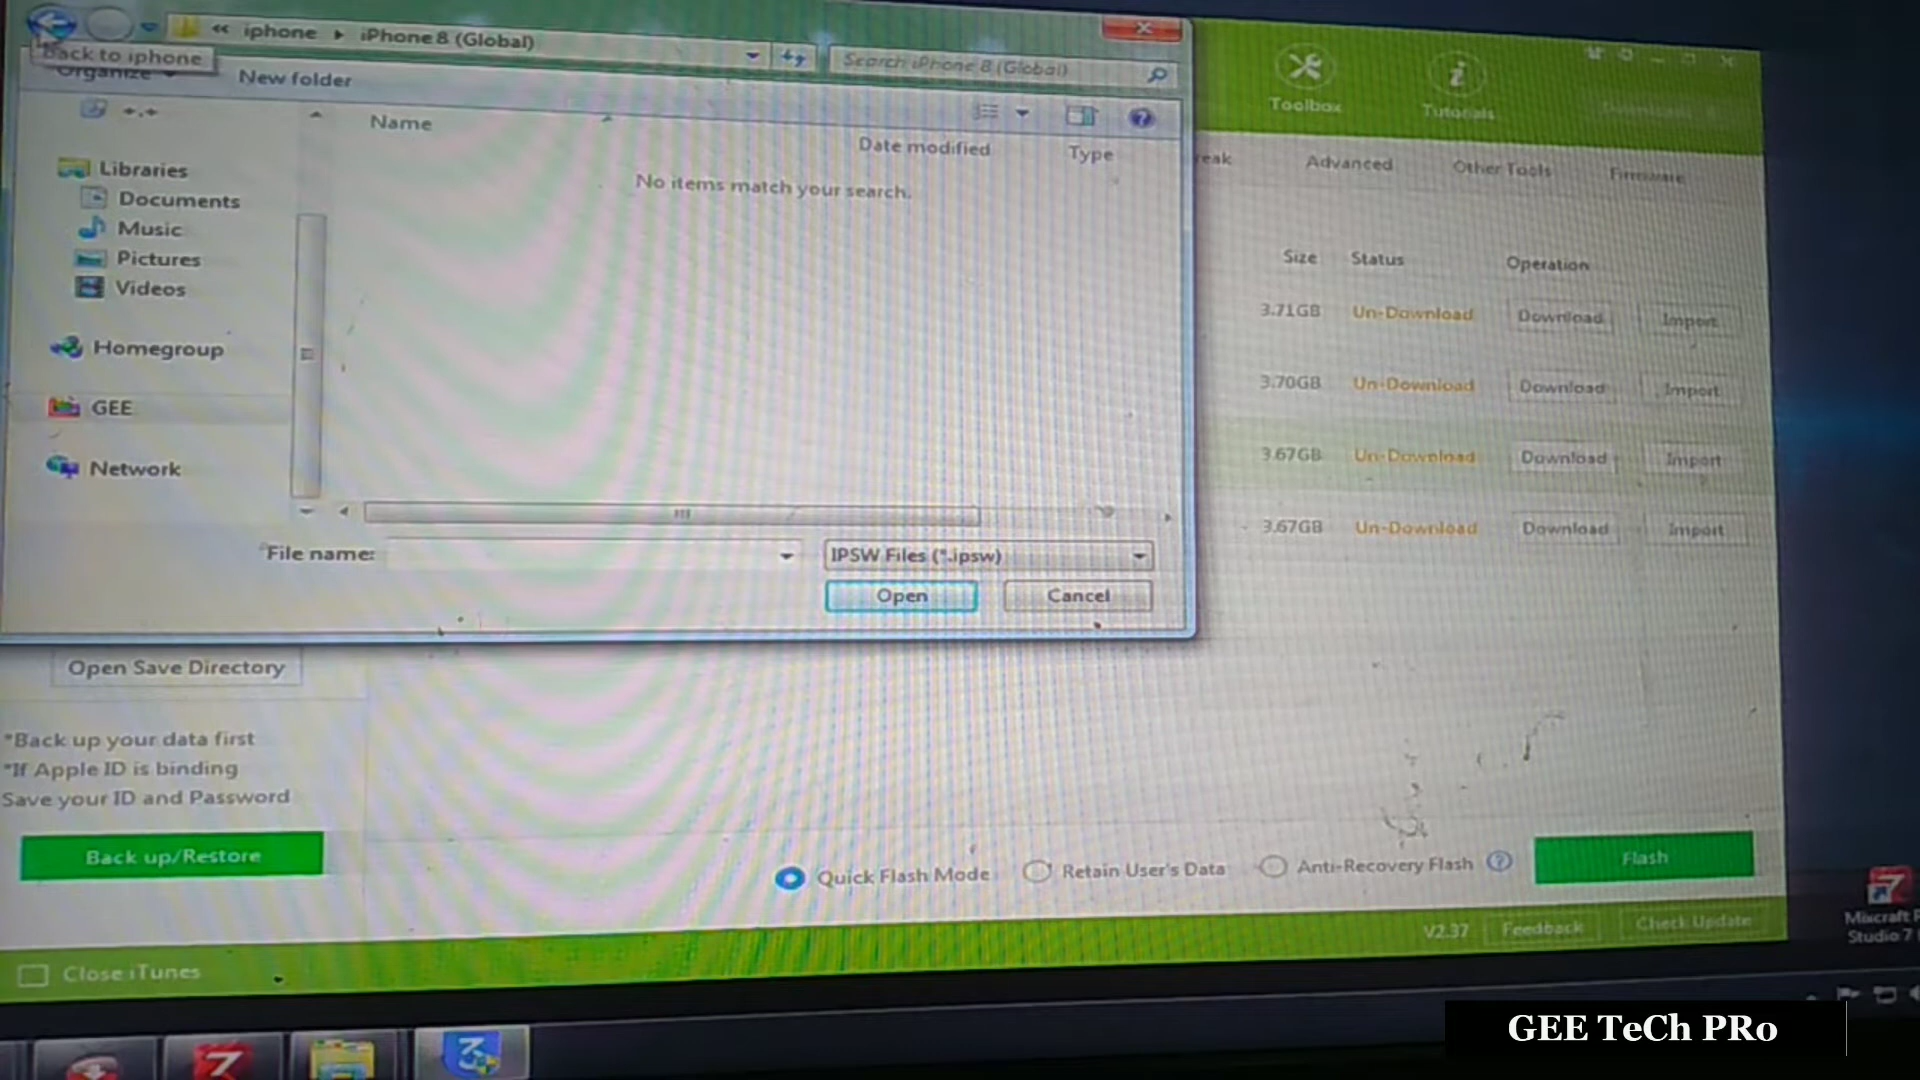 « iphone ▸ iPhone 8 (Global)
Search iPhone 8 (Global)
Back to iphone
Organize
New folder
Name
Date modified
Type
No items match your search.
Libraries
Documents
Music
Pictures
Videos
Homegroup
GEE
Network
File name:
IPSW Files (*.ipsw)
Open
Cancel
Toolbox
Tutorials
reak
Advanced
Other Tools
Firmware
Size
Status
Operation
3.71GB
Un-Download
Download
Import
3.70GB
Un-Download
Download
Import
3.67GB
Un-Download
Download
Import
3.67GB
Un-Download
Download
Import
Open Save Directory
*Back up your data first
*If Apple ID is binding
Save your ID and Password
Back up/Restore
Quick Flash Mode
Retain User's Data
Anti-Recovery Flash
Flash
V2.37
Feedback
Check Update
Close iTunes
Mixcraft P
Studio 7
GEE TeCh PRo